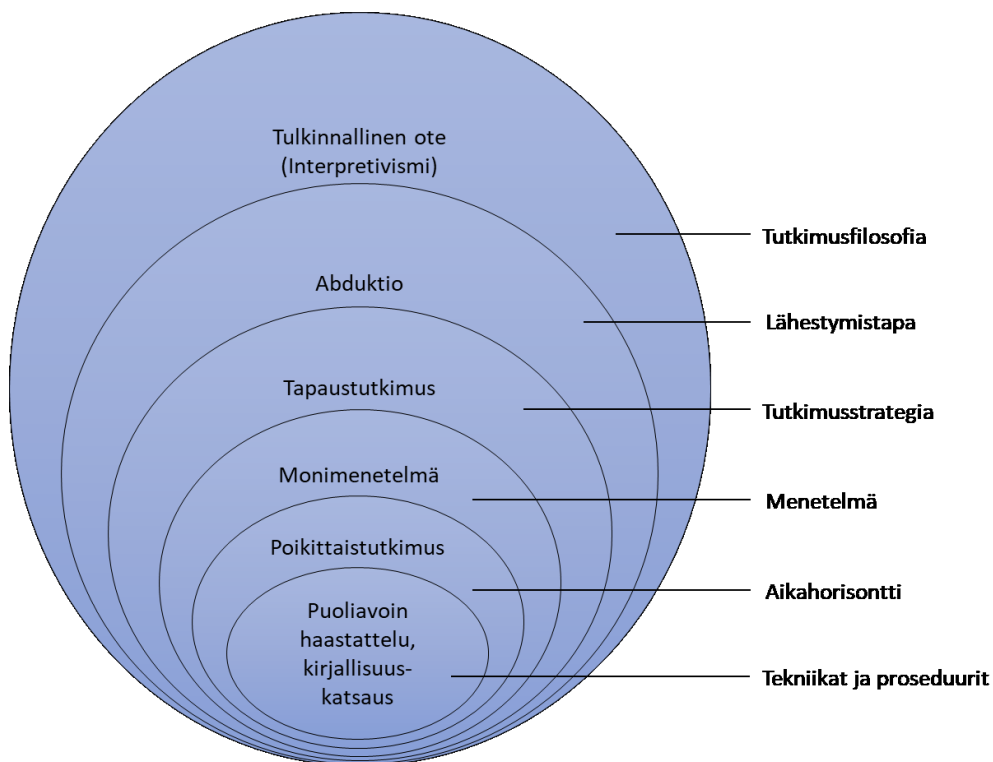 Tulkinnallinen ote
(Interpretivismi)
Tutkimusfilosofia
Abduktio
Lähestymistapa
Tapaustutkimus
Tutkimusstrategia
Monimenetelmä
Menetelmä
Poikittaistutkimus
Aikahorisontti
Puoliavoin
haastattelu,
kirjallisuus-
katsaus
Tekniikat ja proseduurit